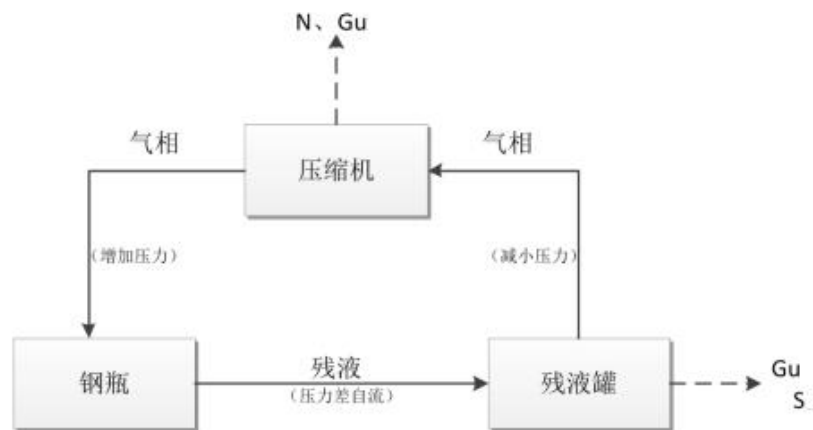 N、Gu
气相
压缩机
气相
（增加压力）
（减小压力）
钢瓶
残液
（压力差自流）
残液罐
Gu
S